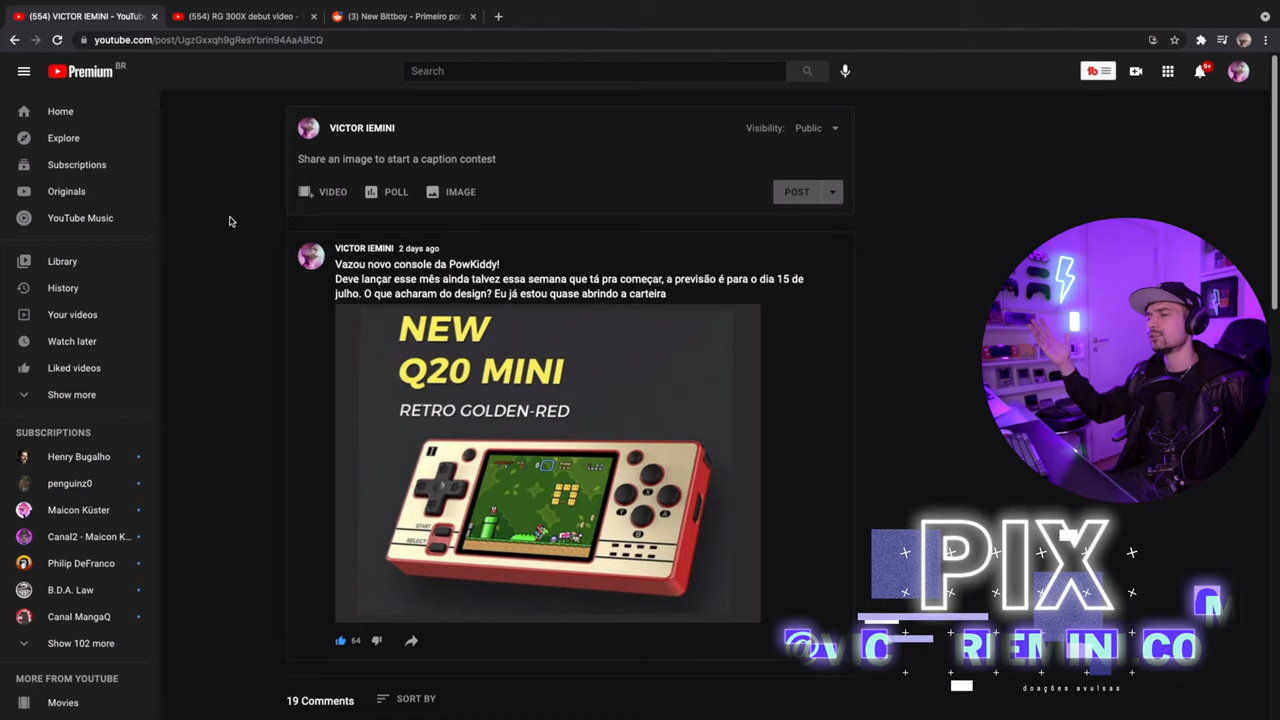 (554) VICTOR IEMINI - YouTube
(554) RG 300X debut video -
(3) New Bittboy - Primeiro por
youtube.com/post/UgzGxxqh9gResYbrin94AaABCQ
Premium BR
Search
9+
Home
Explore
Subscriptions
Originals
YouTube Music
Library
History
Your videos
Watch later
Liked videos
Show more
SUBSCRIPTIONS
Henry Bugalho
penguinz0
Maicon Küster
Canal2 - Maicon K...
Philip DeFranco
B.D.A. Law
Canal MangaQ
Show 102 more
MORE FROM YOUTUBE
Movies
VICTOR IEMINI
Visibility: Public
Share an image to start a caption contest
VIDEO POLL IMAGE
POST
VICTOR IEMINI 2 days ago
Vazou novo console da PowKiddy!
Deve lançar esse mês ainda talvez essa semana que tá pra começar, a previsão é para o dia 15 de
julho. O que acharam do design? Eu já estou quase abrindo a carteira
NEW
Q20 MINI
RETRO GOLDEN-RED
START
SELECT
X
Y
A
B
64
19 Comments
SORT BY
PIX
doações avulsas